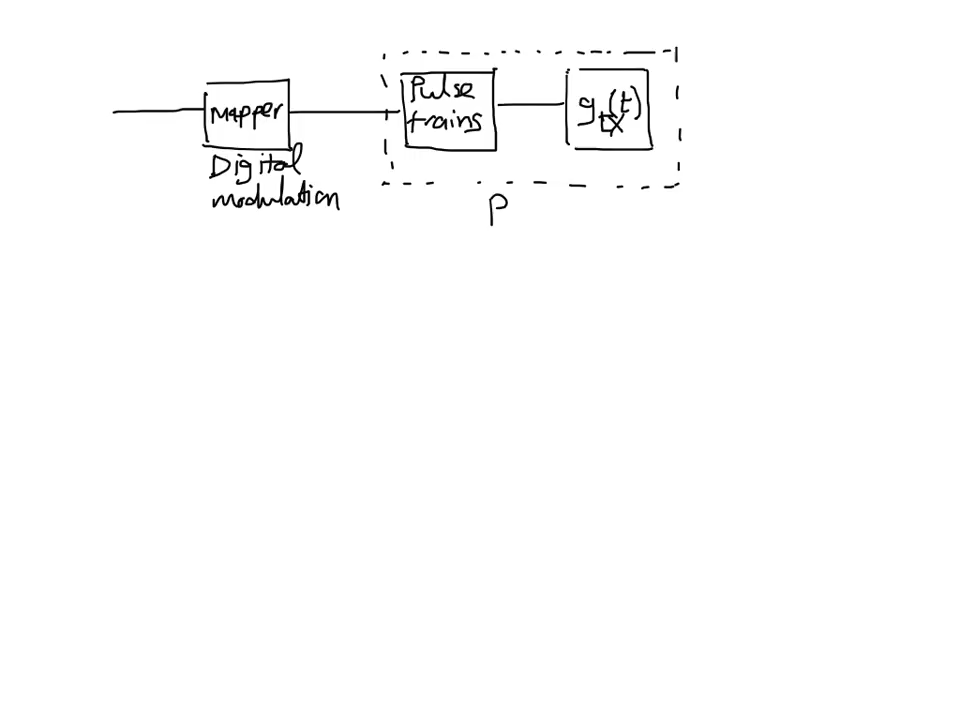 Mapper
Digital
modulation
Pulse
trains
g_tx(t)
P